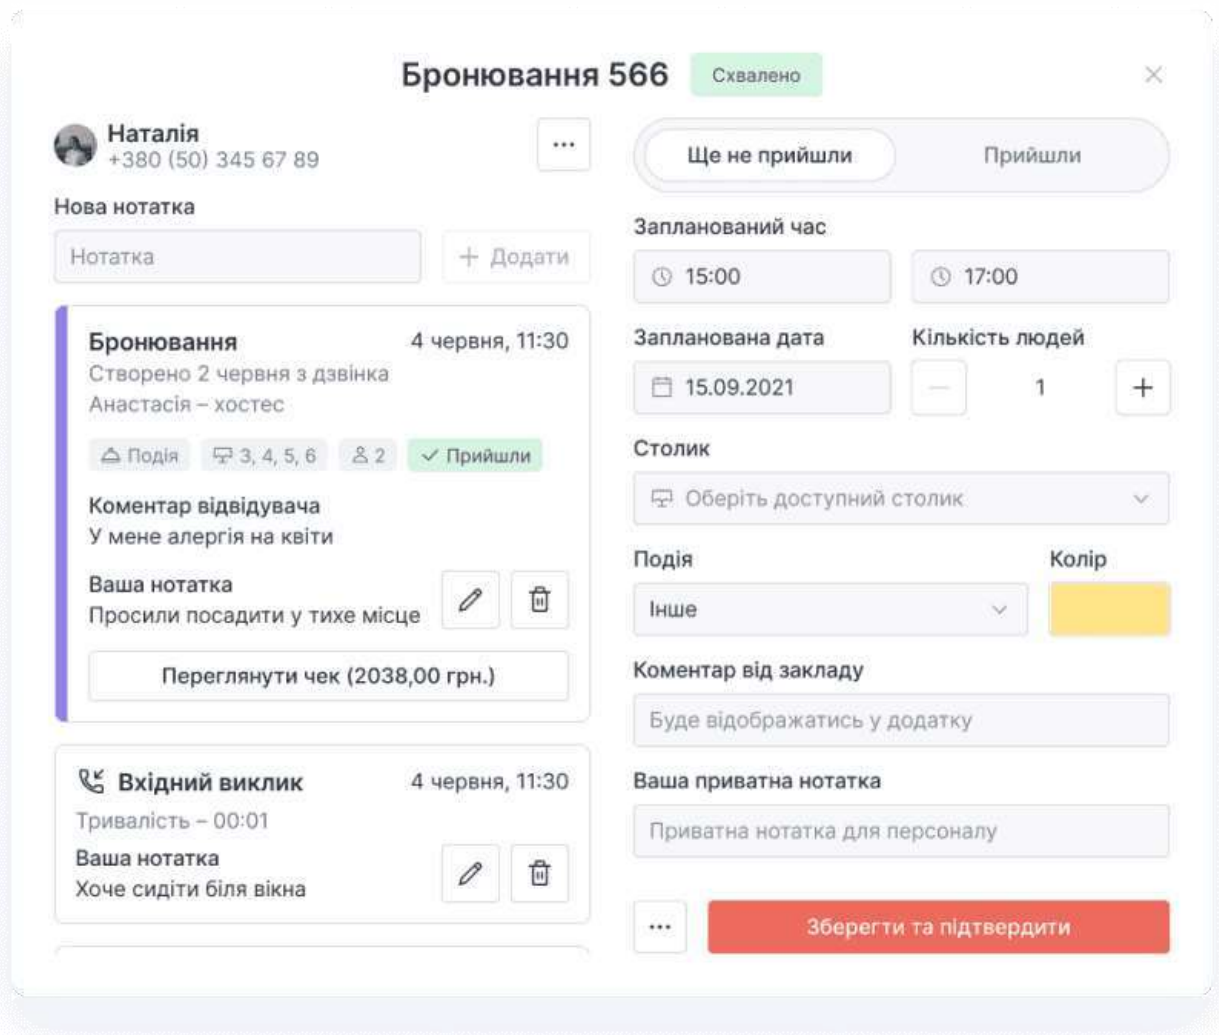 Бронювання 566
Схвалено
Наталія
+380 (50) 345 67 89
...
Нова нотатка
Нотатка
+ Додати
Бронювання
4 червня, 11:30
Створено 2 червня з дзвінка
Анастасія – хостес
Подія
3, 4, 5, 6
2
Прийшли
Коментар відвідувача
У мене алергія на квіти
Ваша нотатка
Просили посадити у тихе місце
Переглянути чек (2038,00 грн.)
Вхідний виклик
4 червня, 11:30
Тривалість – 00:01
Ваша нотатка
Хоче сидіти біля вікна
Ще не прийшли
Прийшли
Запланований час
15:00
17:00
Запланована дата
Кількість людей
15.09.2021
1
Столик
Оберіть доступний столик
Подія
Колір
Інше
Коментар від закладу
Буде відображатись у додатку
Ваша приватна нотатка
Приватна нотатка для персоналу
...
Зберегти та підтвердити